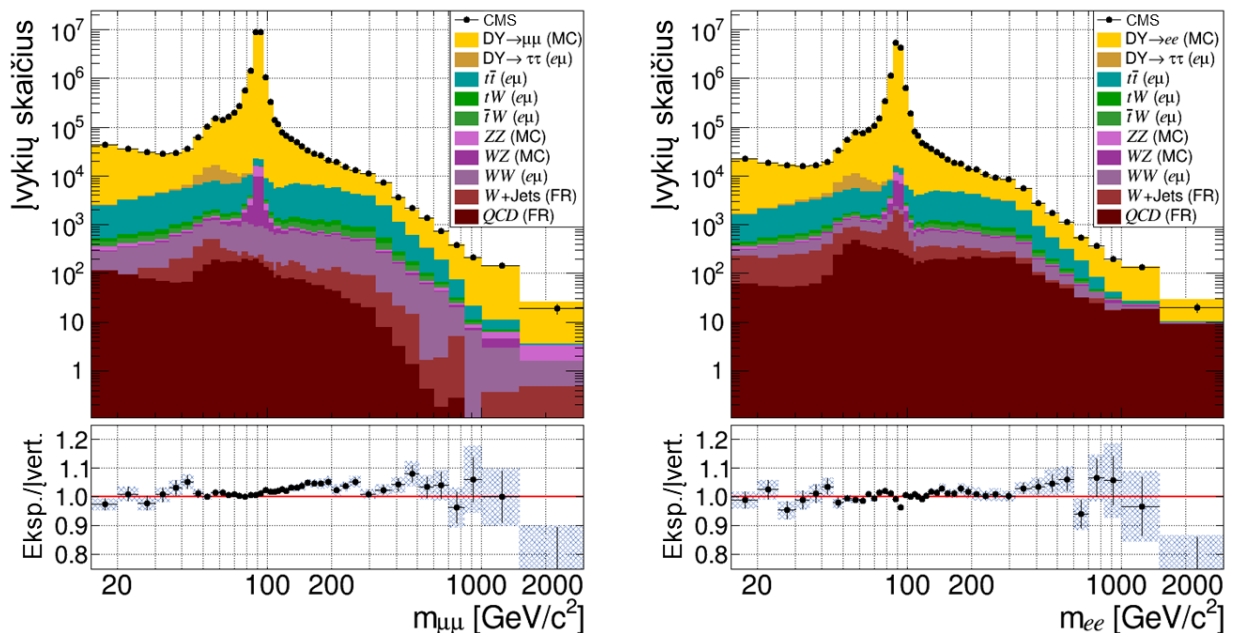 Įvykių skaičius
10⁷
10⁶
10⁵
10⁴
10³
10²
10
1
CMS
DY→μμ (MC)
DY→ ττ (eμ)
tt̄ (eμ)
tW (eμ)
t̄W (eμ)
ZZ (MC)
WZ (MC)
WW (eμ)
W+Jets (FR)
QCD (FR)
Eksp./Įvert.
1.2
1.1
1.0
0.9
0.8
20 100 200 1000 2000
mμμ [GeV/c²]
Įvykių skaičius
10⁷
10⁶
10⁵
10⁴
10³
10²
10
1
CMS
DY→ee (MC)
DY→ ττ (eμ)
tt̄ (eμ)
tW (eμ)
t̄W (eμ)
ZZ (MC)
WZ (MC)
WW (eμ)
W+Jets (FR)
QCD (FR)
Eksp./Įvert.
1.2
1.1
1.0
0.9
0.8
20 100 200 1000 2000
mee [GeV/c²]